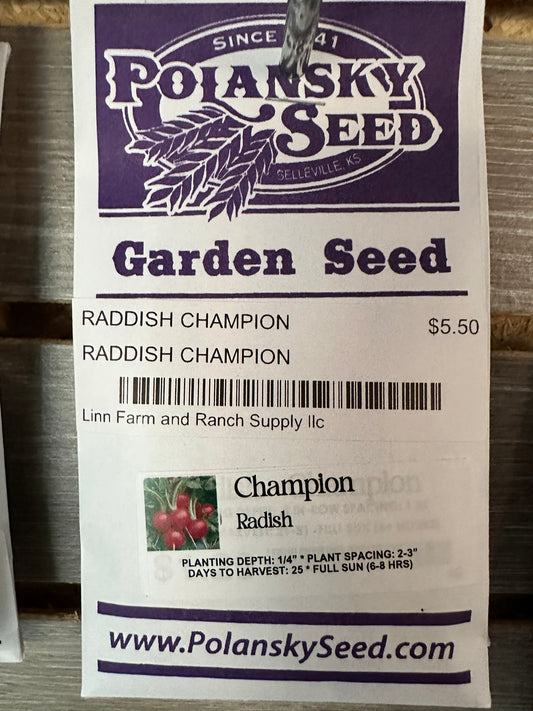 SINCE 41
POLANSKY
SEED
BELLEVILLE, KS
Garden Seed
RADDISH CHAMPION $5.50
RADDISH CHAMPION
Linn Farm and Ranch Supply llc
Champion
Radish
PLANTING DEPTH: 1/4" * PLANT SPACING: 2-3"
DAYS TO HARVEST: 25 * FULL SUN (6-8 HRS)
www.PolanskySeed.com